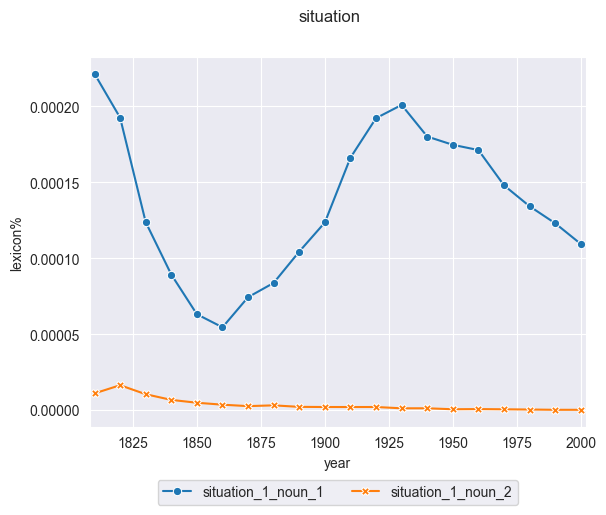 situation
0.00020
0.00015
0.00010
0.00005
0.00000
lexicon%
1825 1850 1875 1900 1925 1950 1975 2000
year
situation_1_noun_1 situation_1_noun_2